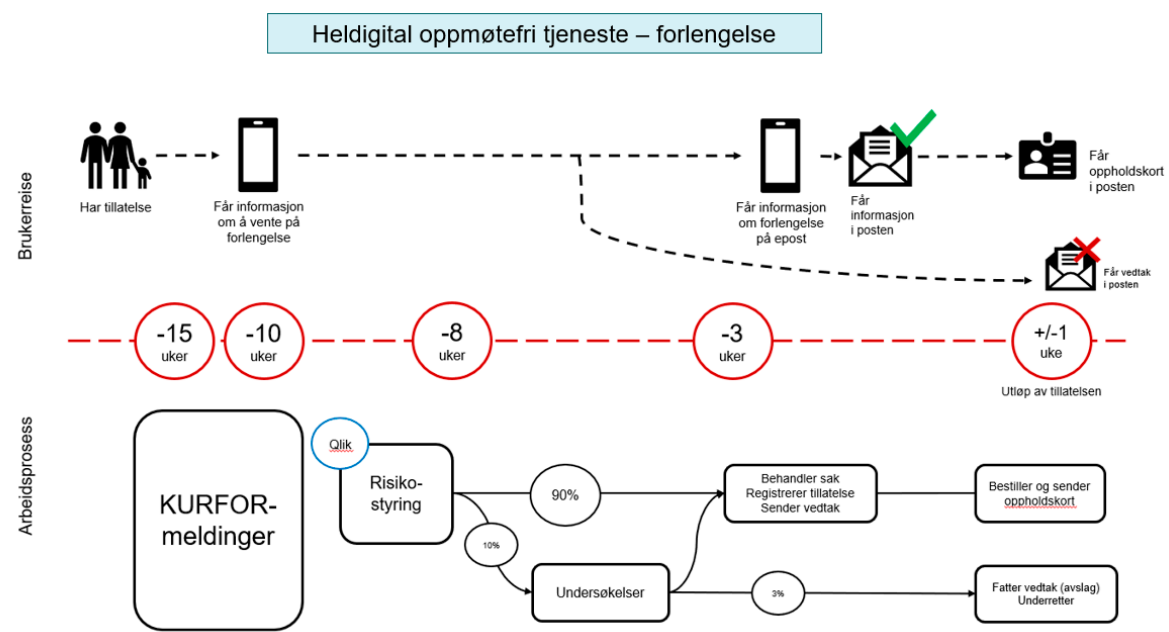 Heldigital oppmøtefri tjeneste – forlengelse
Brukerreise
Har tillatelse
Får informasjon
om å vente på
forlengelse
Får informasjon
om forlengelse
på epost
Får
informasjon
i posten
Får
oppholdskort
i posten
Får vedtak
i posten
-15
uker
-10
uker
-8
uker
-3
uker
+/-1
uke
Utløp av tillatelsen
Arbeidsprosess
KURFOR-
meldinger
Qlik
Risiko-
styring
90%
10%
Undersøkelser
Behandler sak
Registrerer tillatelse
Sender vedtak
3%
Bestiller og sender
oppholdskort
Fatter vedtak (avslag)
Underretter